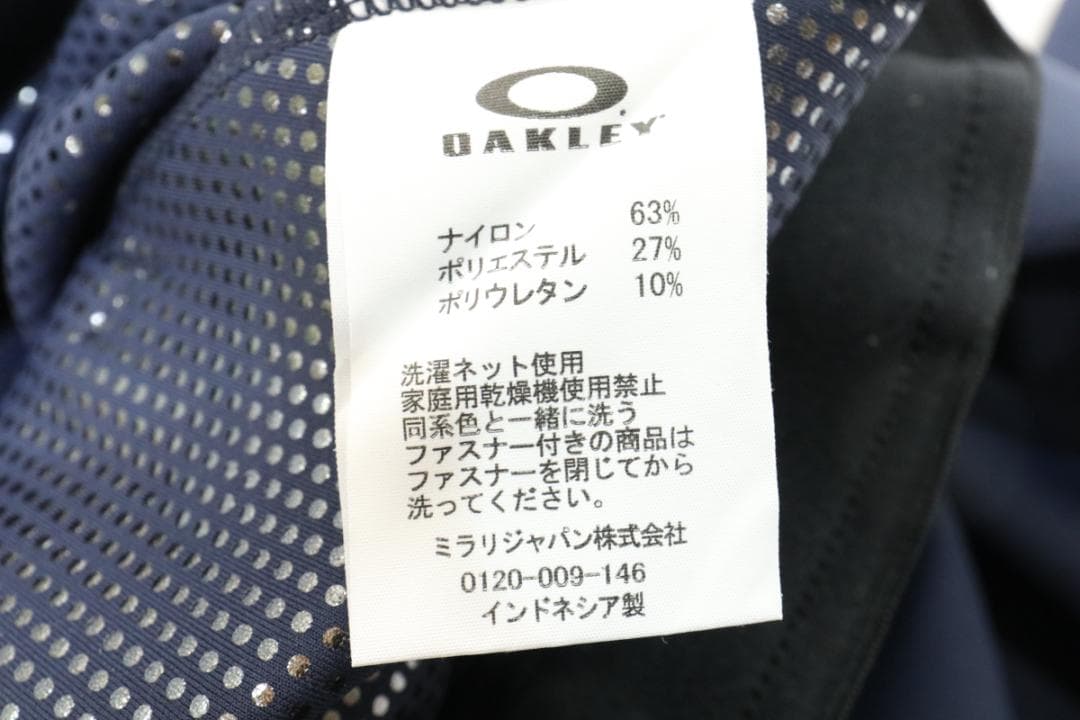 OAKLEY
ナイロン 63%
ポリエステル 27%
ポリウレタン 10%
洗濯ネット使用
家庭用乾燥機使用禁止
同系色と一緒に洗う
ファスナー付きの商品は
ファスナーを閉じてから
洗ってください。
ミラリジャパン株式会社
0120-009-146
インドネシア製